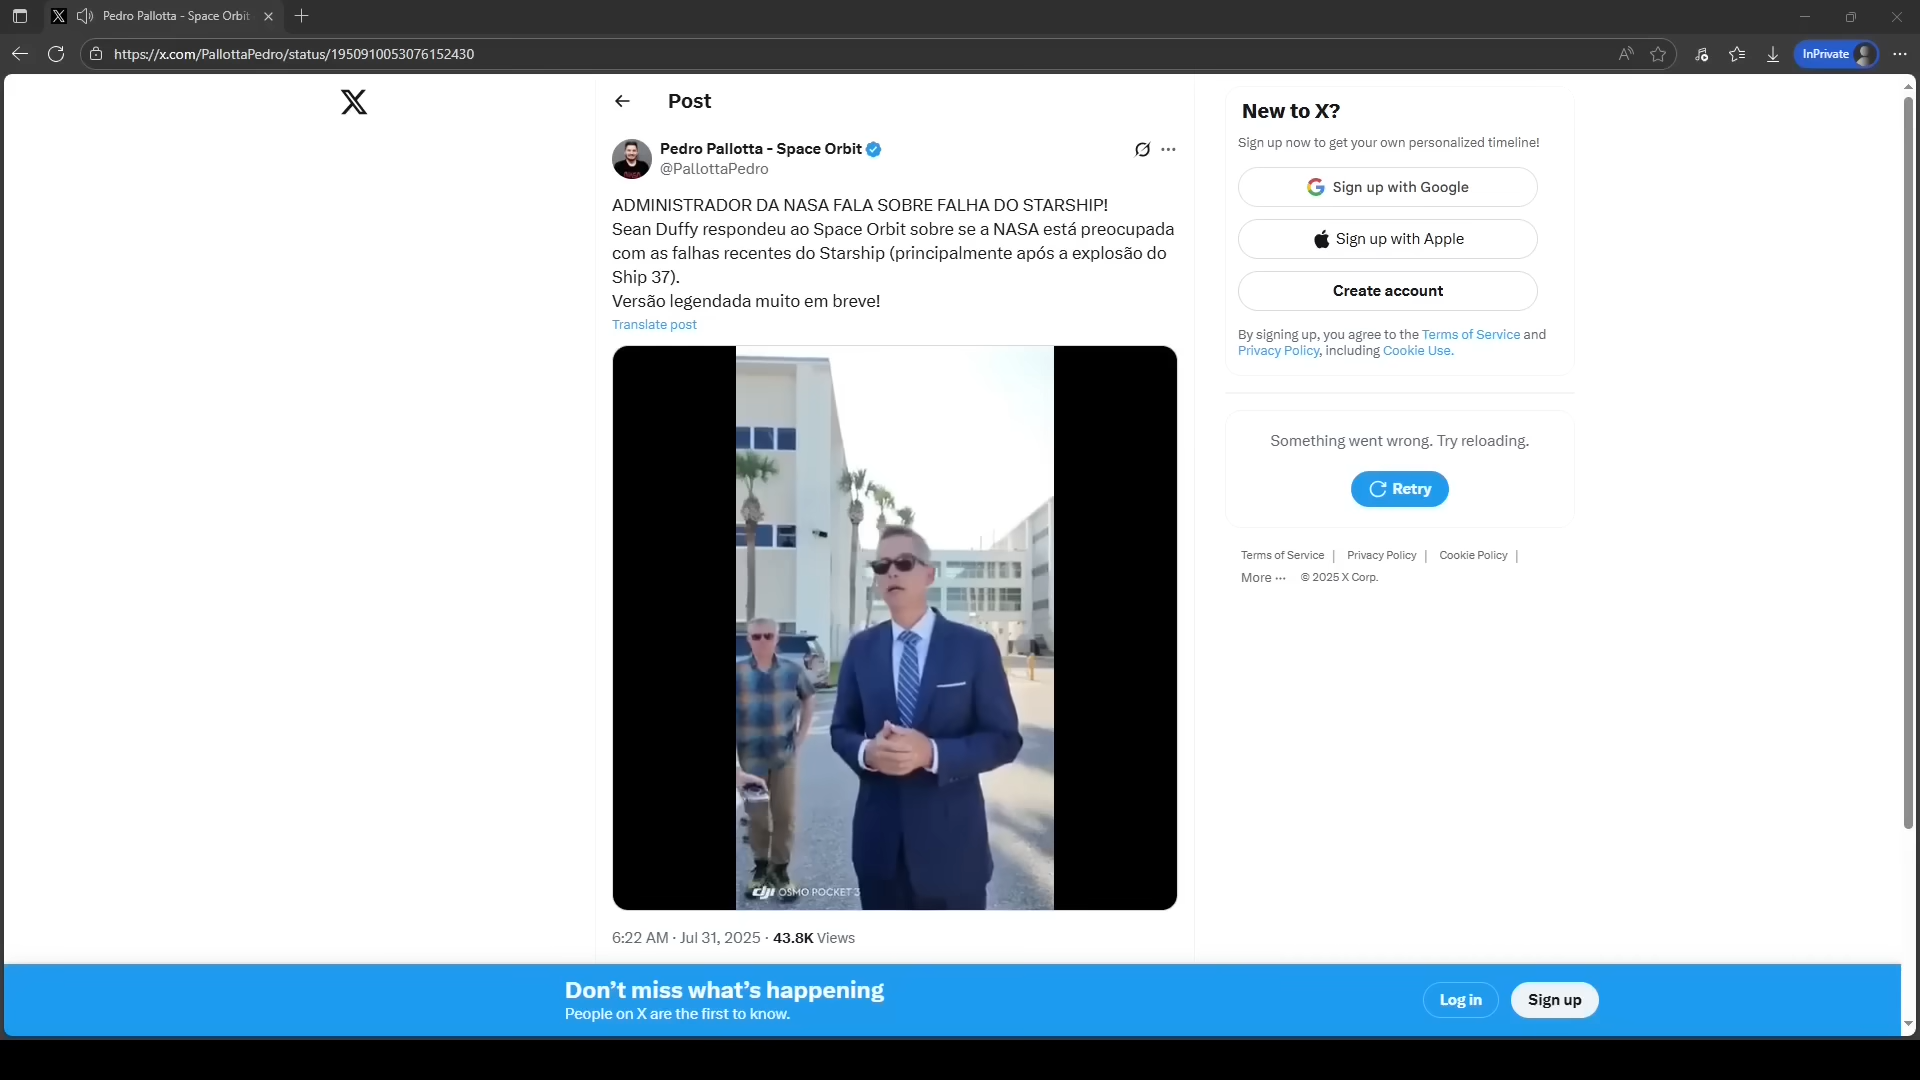 Pedro Pallotta - Space Orbit
https://x.com/PallottaPedro/status/1950910053076152430
InPrivate
Post
Pedro Pallotta - Space Orbit
@PallottaPedro
ADMINISTRADOR DA NASA FALA SOBRE FALHA DO STARSHIP!
Sean Duffy respondeu ao Space Orbit sobre se a NASA está preocupada
com as falhas recentes do Starship (principalmente após a explosão do
Ship 37).
Versão legendada muito em breve!
Translate post
dji OSMO POCKET 3
6:22 AM · Jul 31, 2025 · 43.8K Views
New to X?
Sign up now to get your own personalized timeline!
Sign up with Google
Sign up with Apple
Create account
By signing up, you agree to the Terms of Service and
Privacy Policy, including Cookie Use.
Something went wrong. Try reloading.
Retry
Terms of Service | Privacy Policy | Cookie Policy |
More ··· © 2025 X Corp.
Don’t miss what’s happening
People on X are the first to know.
Log in
Sign up